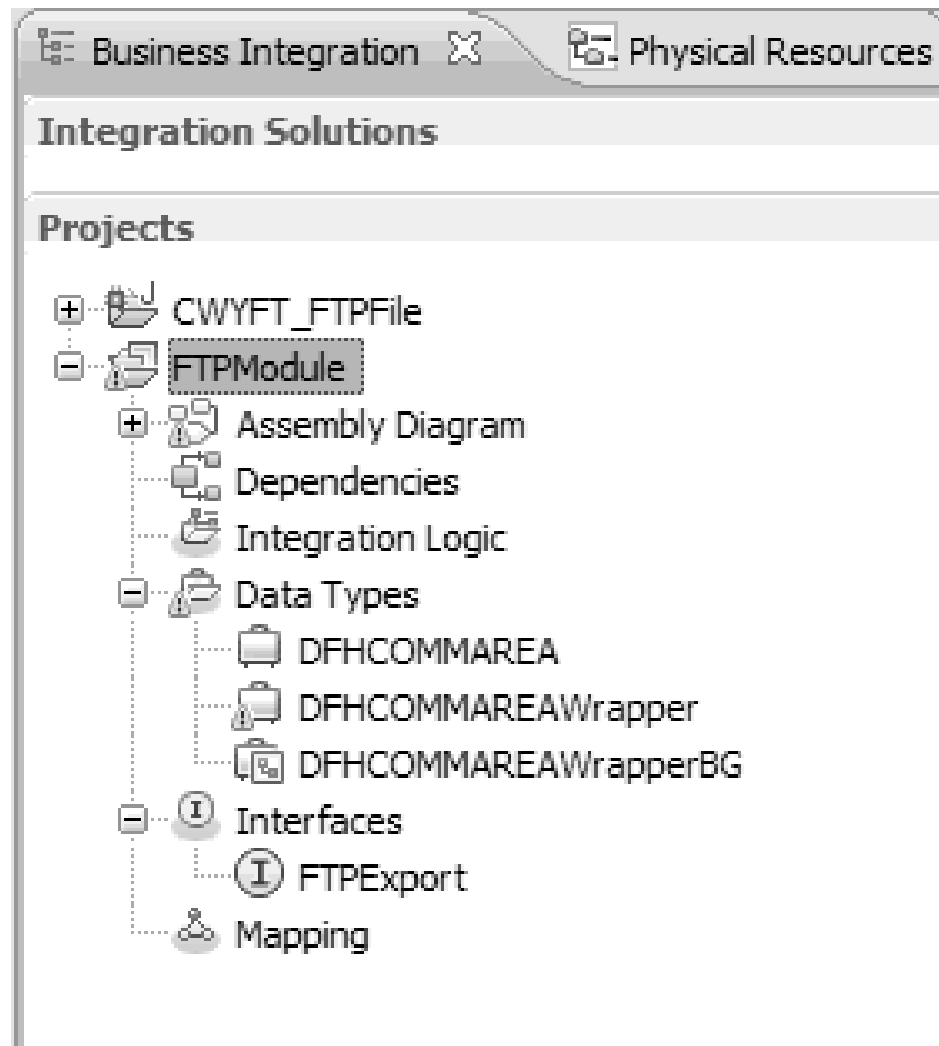 Business Integration Physical Resources
Integration Solutions
Projects
CWYFT_FTPFile
FTPModule
Assembly Diagram
Dependencies
Integration Logic
Data Types
DFHCOMMAREA
DFHCOMMAREAWrapper
DFHCOMMAREAWrapperBG
Interfaces
FTPExport
Mapping